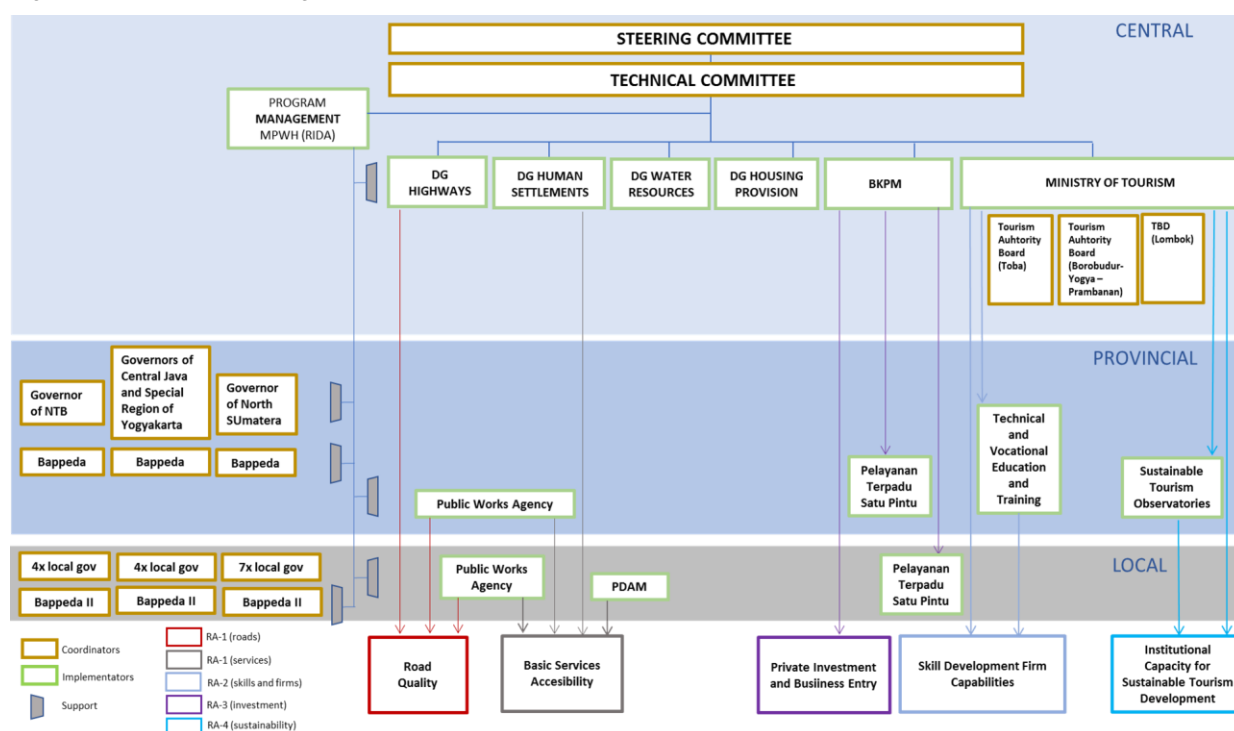 STEERING COMMITTEE
CENTRAL
TECHNICAL COMMITTEE
PROGRAM
MANAGEMENT
MPWH (RIDA)
DG
HIGHWAYS
DG HUMAN
SETTLEMENTS
DG WATER
RESOURCES
DG HOUSING
PROVISION
BKPM
MINISTRY OF TOURISM
Tourism
Auhtority
Board
(Toba)
Tourism
Auhtority
Board
(Borobudur-
Yogya –
Prambanan)
TBD
(Lombok)
PROVINCIAL
Governor
of NTB
Governors of
Central Java
and Special
Region of
Yogyakarta
Governor
of North
SUmatera
Bappeda
Bappeda
Bappeda
Public Works Agency
Pelayanan
Terpadu
Satu Pintu
Technical
and
Vocational
Education
and
Training
Sustainable
Tourism
Observatories
LOCAL
4x local gov
4x local gov
7x local gov
Bappeda II
Bappeda II
Bappeda II
Public Works
Agency
PDAM
Pelayanan
Terpadu
Satu Pintu
Coordinators
Implementators
Support
RA-1 (roads)
RA-1 (services)
RA-2 (skills and firms)
RA-3 (investment)
RA-4 (sustainability)
Road
Quality
Basic Services
Accesibility
Private Investment
and Busiiness Entry
Skill Development Firm
Capabilities
Institutional
Capacity for
Sustainable Tourism
Development